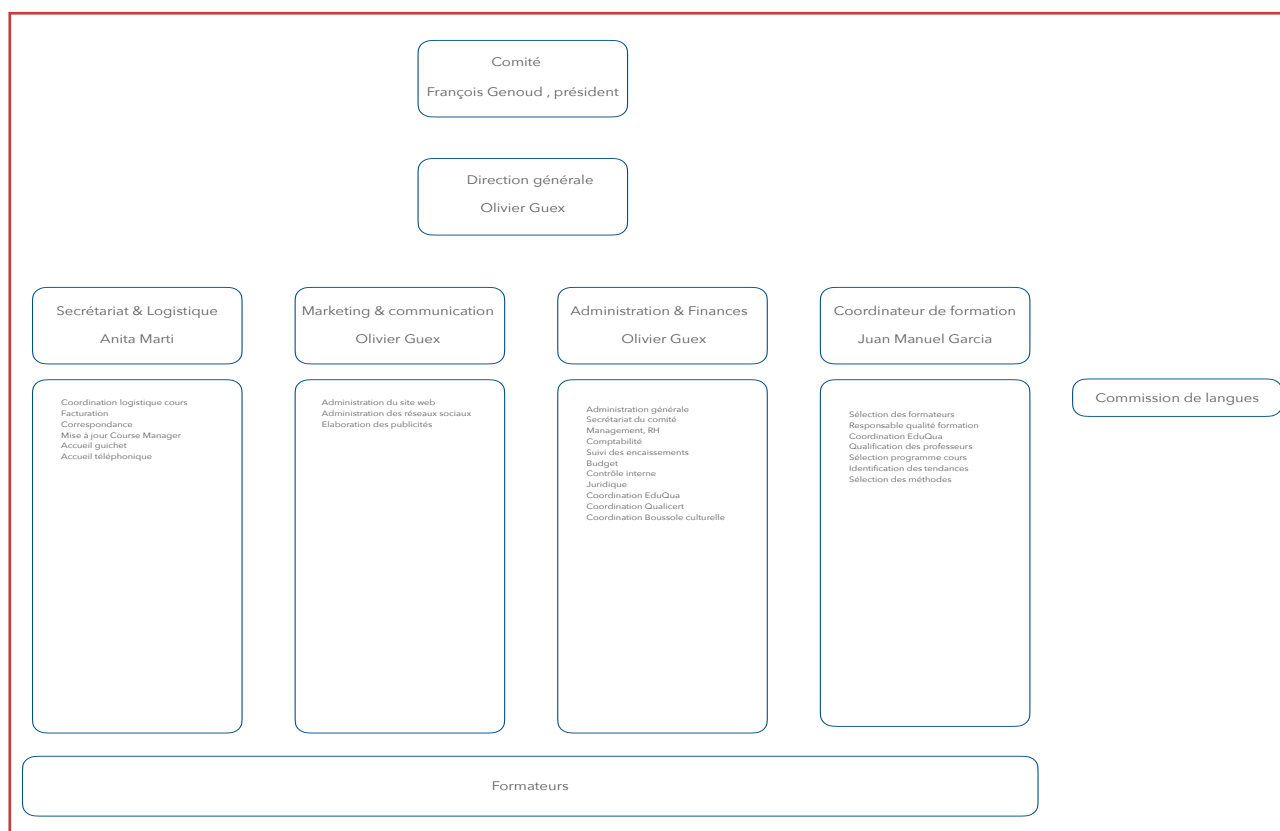 Comité
François Genoud , président
Direction générale
Olivier Guex
Secrétariat & Logistique
Anita Marti
Marketing & communication
Olivier Guex
Administration & Finances
Olivier Guex
Coordinateur de formation
Juan Manuel Garcia
Coordination logistique cours
Facturation
Correspondance
Mise à jour Course Manager
Accueil guichet
Accueil téléphonique
Administration du site web
Administration des réseaux sociaux
Elaboration des publicités
Administration générale
Secrétariat du comité
Management, RH
Comptabilité
Suivi des encaissements
Budget
Contrôle interne
Juridique
Coordination EduQua
Coordination Qualicert
Coordination Boussole culturelle
Sélection des formateurs
Responsable qualité formation
Coordination EduQua
Qualification des professeurs
Sélection programme cours
Identification des tendances
Sélection des méthodes
Commission de langues
Formateurs